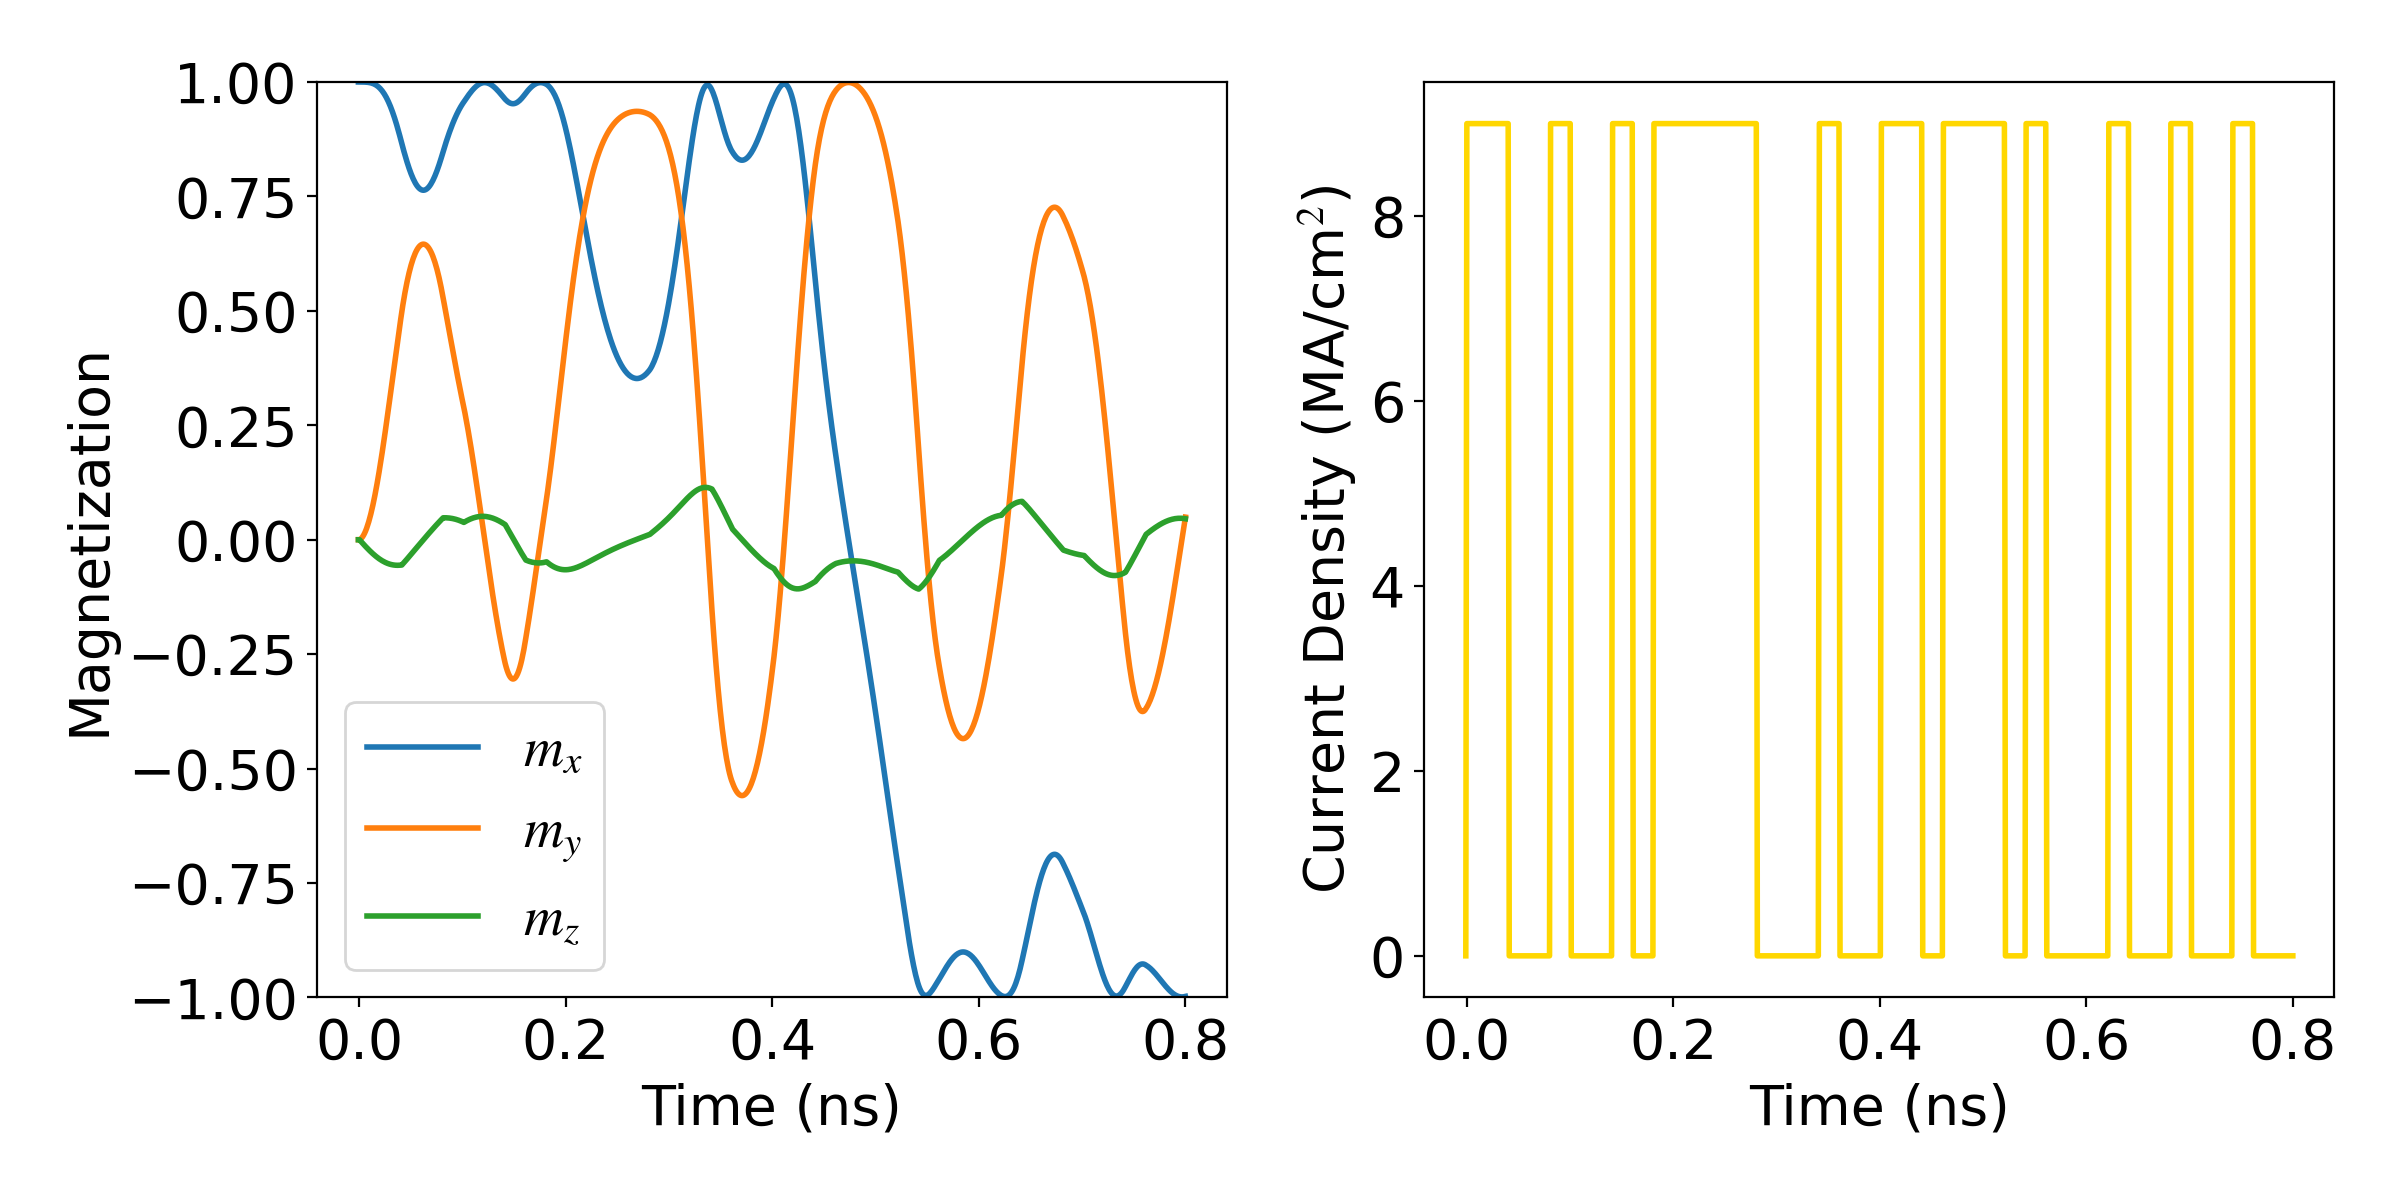 1.00
0.75
0.50
0.25
0.00
−0.25
−0.50
−0.75
−1.00
Magnetization
m_x
m_y
m_z
0.0 0.2 0.4 0.6 0.8
Time (ns)
8
6
4
2
0
Current Density (MA/cm²)
0.0 0.2 0.4 0.6 0.8
Time (ns)